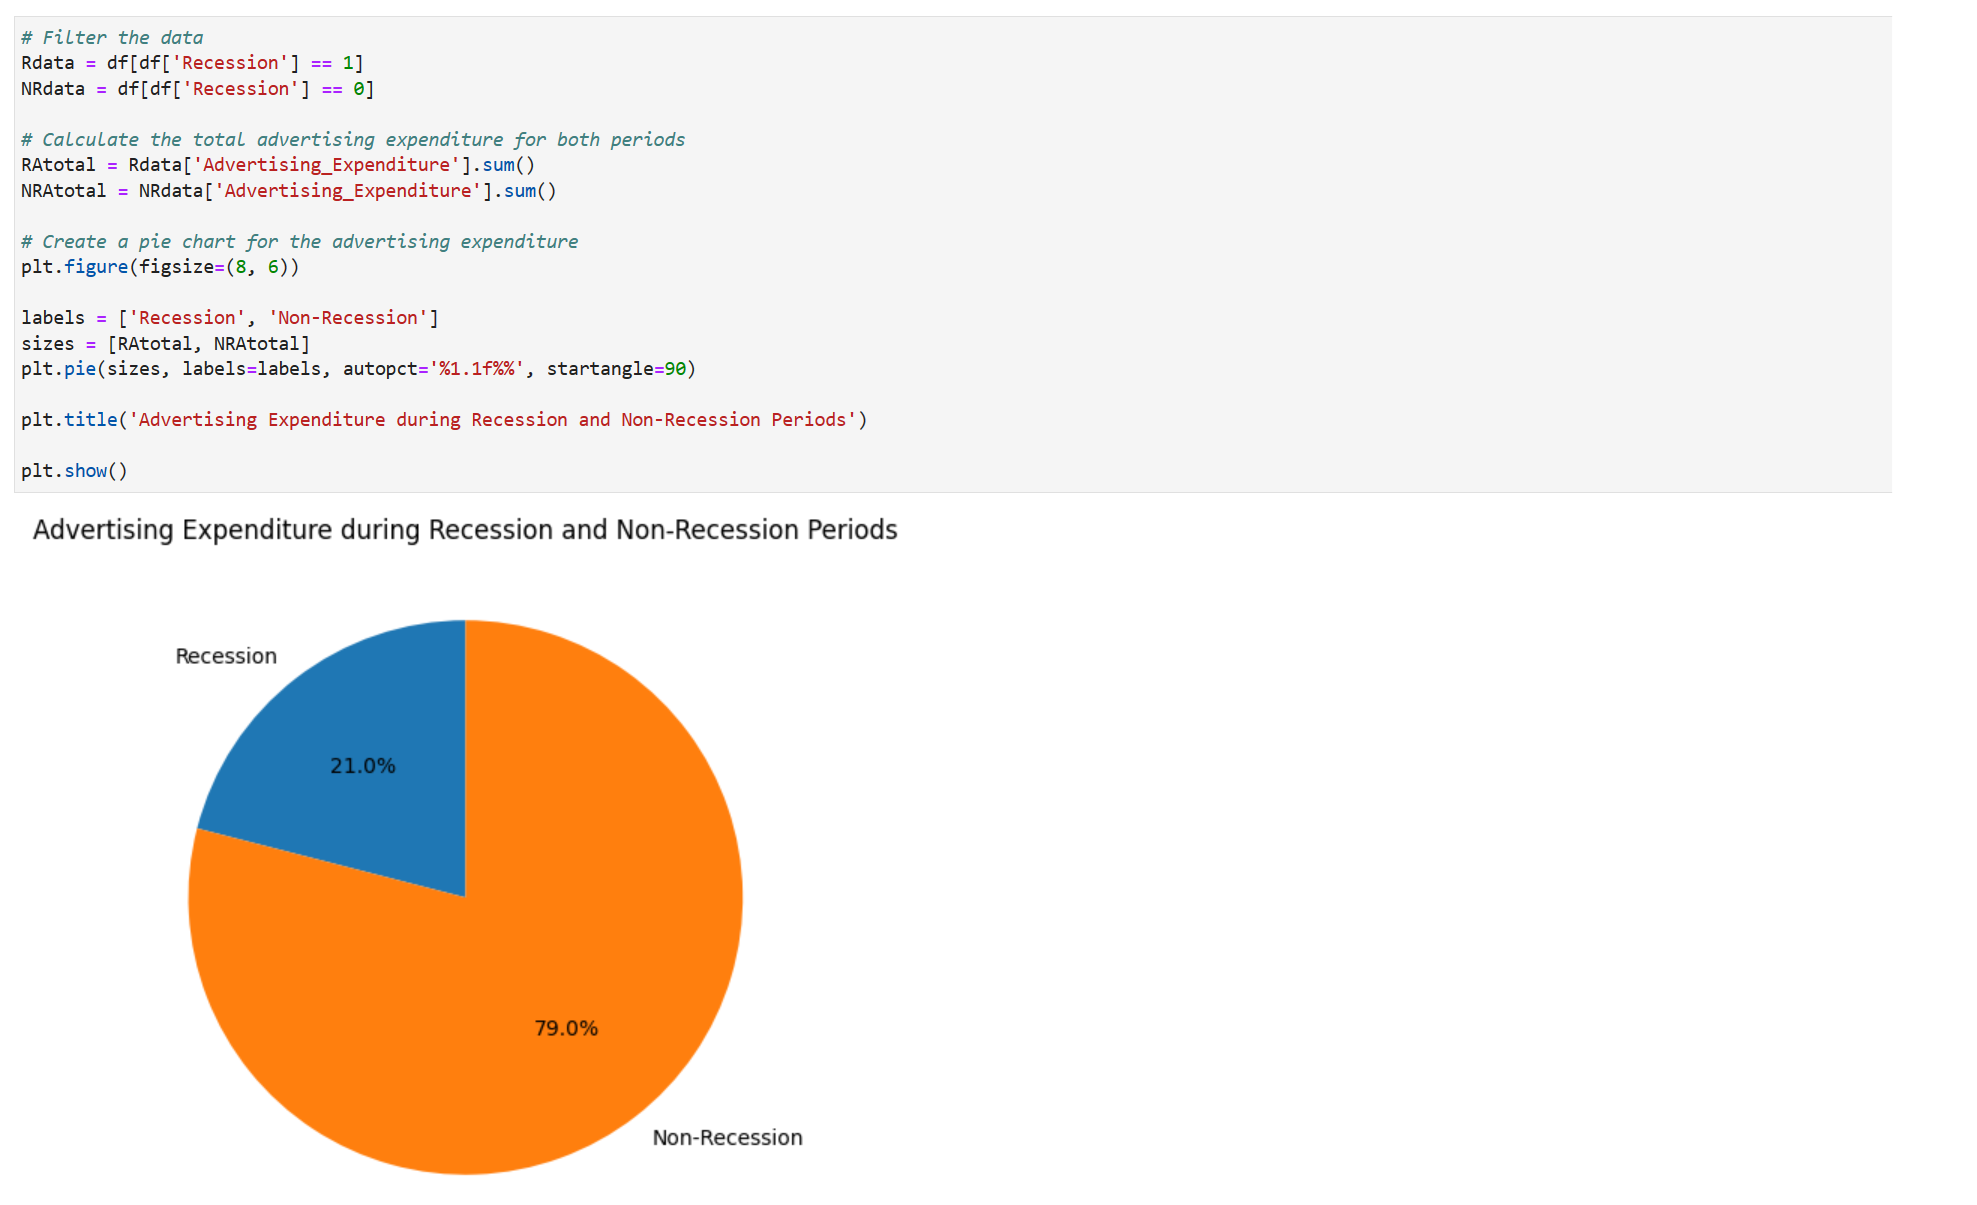 # Filter the data
Rdata = df[df['Recession'] == 1]
NRdata = df[df['Recession'] == 0]
# Calculate the total advertising expenditure for both periods
RAtotal = Rdata['Advertising_Expenditure'].sum()
NRAtotal = NRdata['Advertising_Expenditure'].sum()
# Create a pie chart for the advertising expenditure
plt.figure(figsize=(8, 6))
labels = ['Recession', 'Non-Recession']
sizes = [RAtotal, NRAtotal]
plt.pie(sizes, labels=labels, autopct='%1.1f%%', startangle=90)
plt.title('Advertising Expenditure during Recession and Non-Recession Periods')
plt.show()
Advertising Expenditure during Recession and Non-Recession Periods
Recession
21.0%
79.0%
Non-Recession